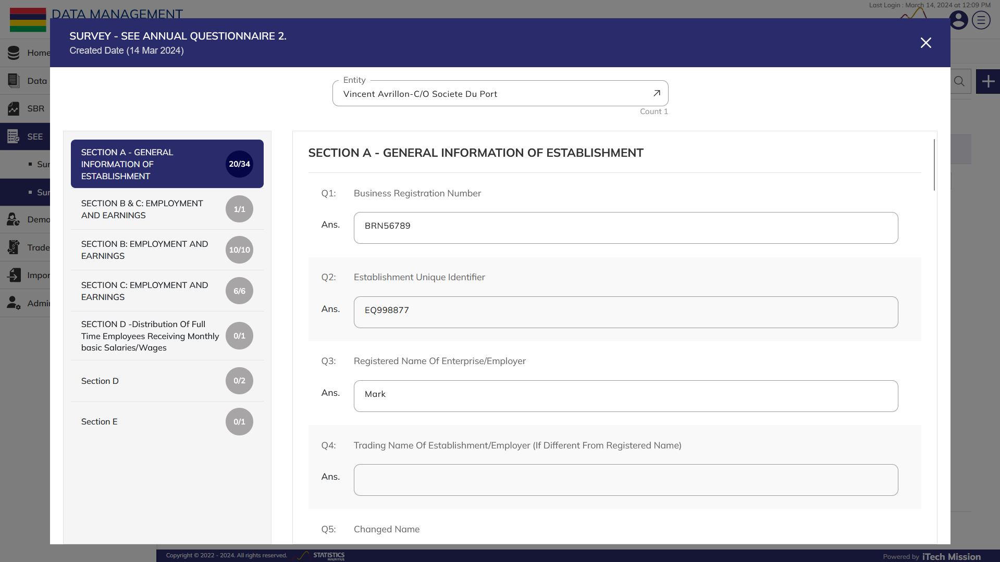 DATA MANAGEMENT
Last Login : March 14, 2024 at 12:09 PM
SURVEY - SEE ANNUAL QUESTIONNAIRE 2.
Created Date (14 Mar 2024)
Home
Data
SBR
SEE
Sur
Sur
Demo
Trade
Impor
Admin
Entity
Vincent Avrillon-C/O Societe Du Port
Count 1
SECTION A - GENERAL
INFORMATION OF
ESTABLISHMENT
20/34
SECTION B & C: EMPLOYMENT
AND EARNINGS
1/1
SECTION B: EMPLOYMENT AND
EARNINGS
10/10
SECTION C: EMPLOYMENT AND
EARNINGS
6/6
SECTION D -Distribution Of Full
Time Employees Receiving Monthly
basic Salaries/Wages
0/1
Section D
0/2
Section E
0/1
SECTION A - GENERAL INFORMATION OF ESTABLISHMENT
Q1: Business Registration Number
Ans. BRN56789
Q2: Establishment Unique Identifier
Ans. EQ998877
Q3: Registered Name Of Enterprise/Employer
Ans. Mark
Q4: Trading Name Of Establishment/Employer (If Different From Registered Name)
Ans.
Q5: Changed Name
Copyright © 2022 - 2024. All rights reserved.
STATISTICS
MAURITIUS
Powered by iTech Mission